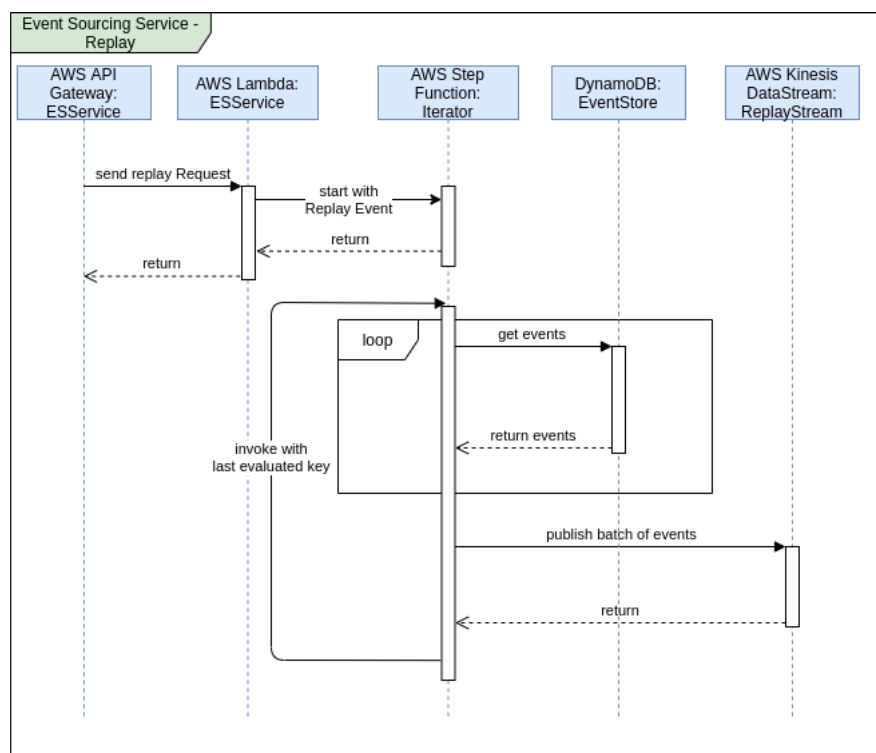 Event Sourcing Service -
Replay
AWS API
Gateway:
ESService
AWS Lambda:
ESService
AWS Step
Function:
Iterator
DynamoDB:
EventStore
AWS Kinesis
DataStream:
ReplayStream
send replay Request
start with
Replay Event
return
return
loop
get events
return events
invoke with
last evaluated key
publish batch of events
return